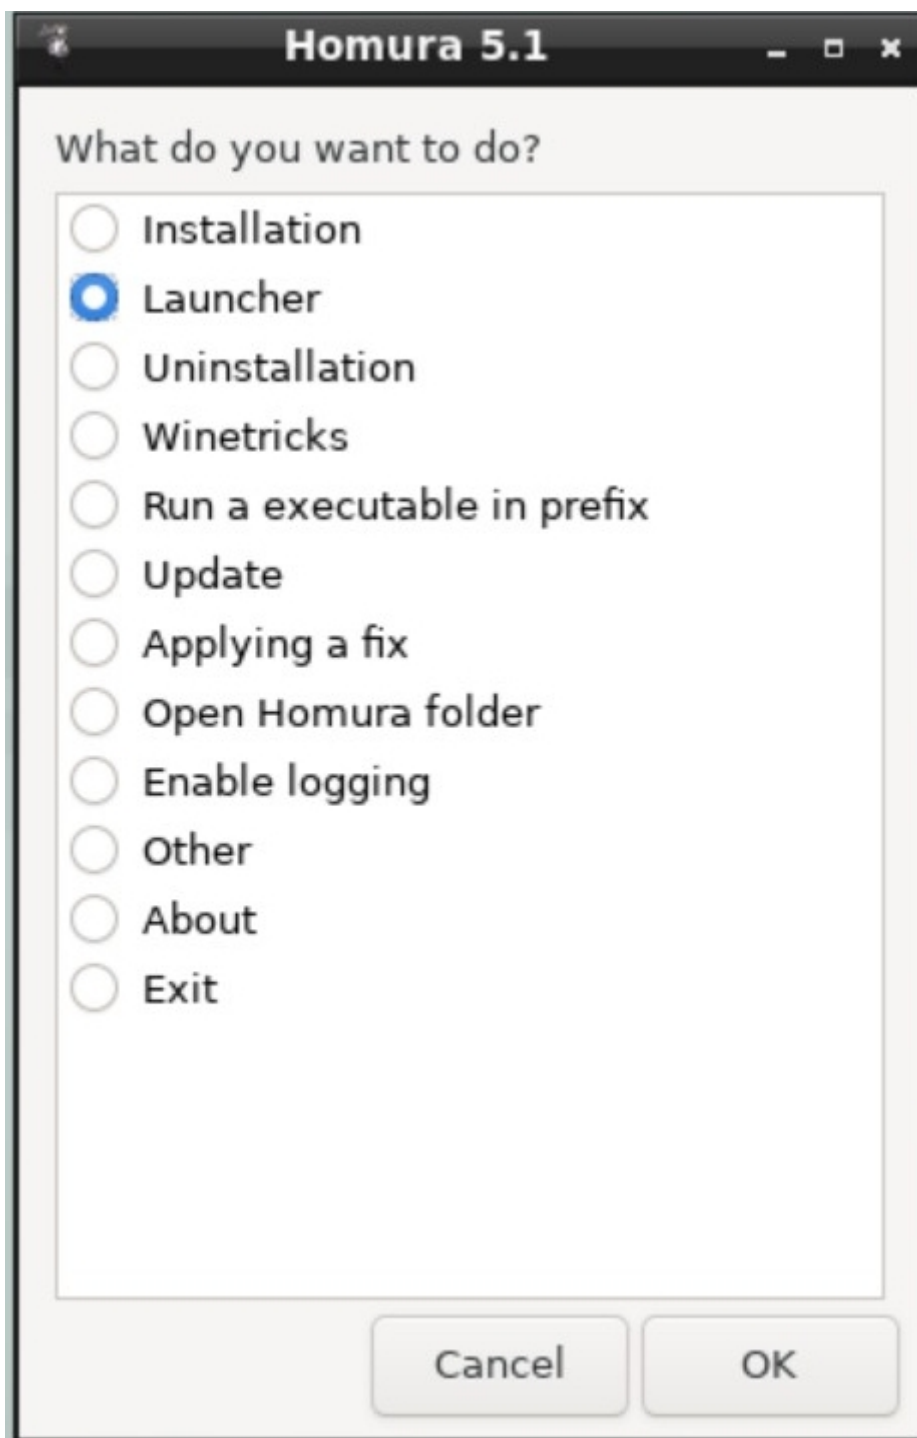 Homura 5.1
What do you want to do?
Installation
Launcher
Uninstallation
Winetricks
Run a executable in prefix
Update
Applying a fix
Open Homura folder
Enable logging
Other
About
Exit
Cancel OK